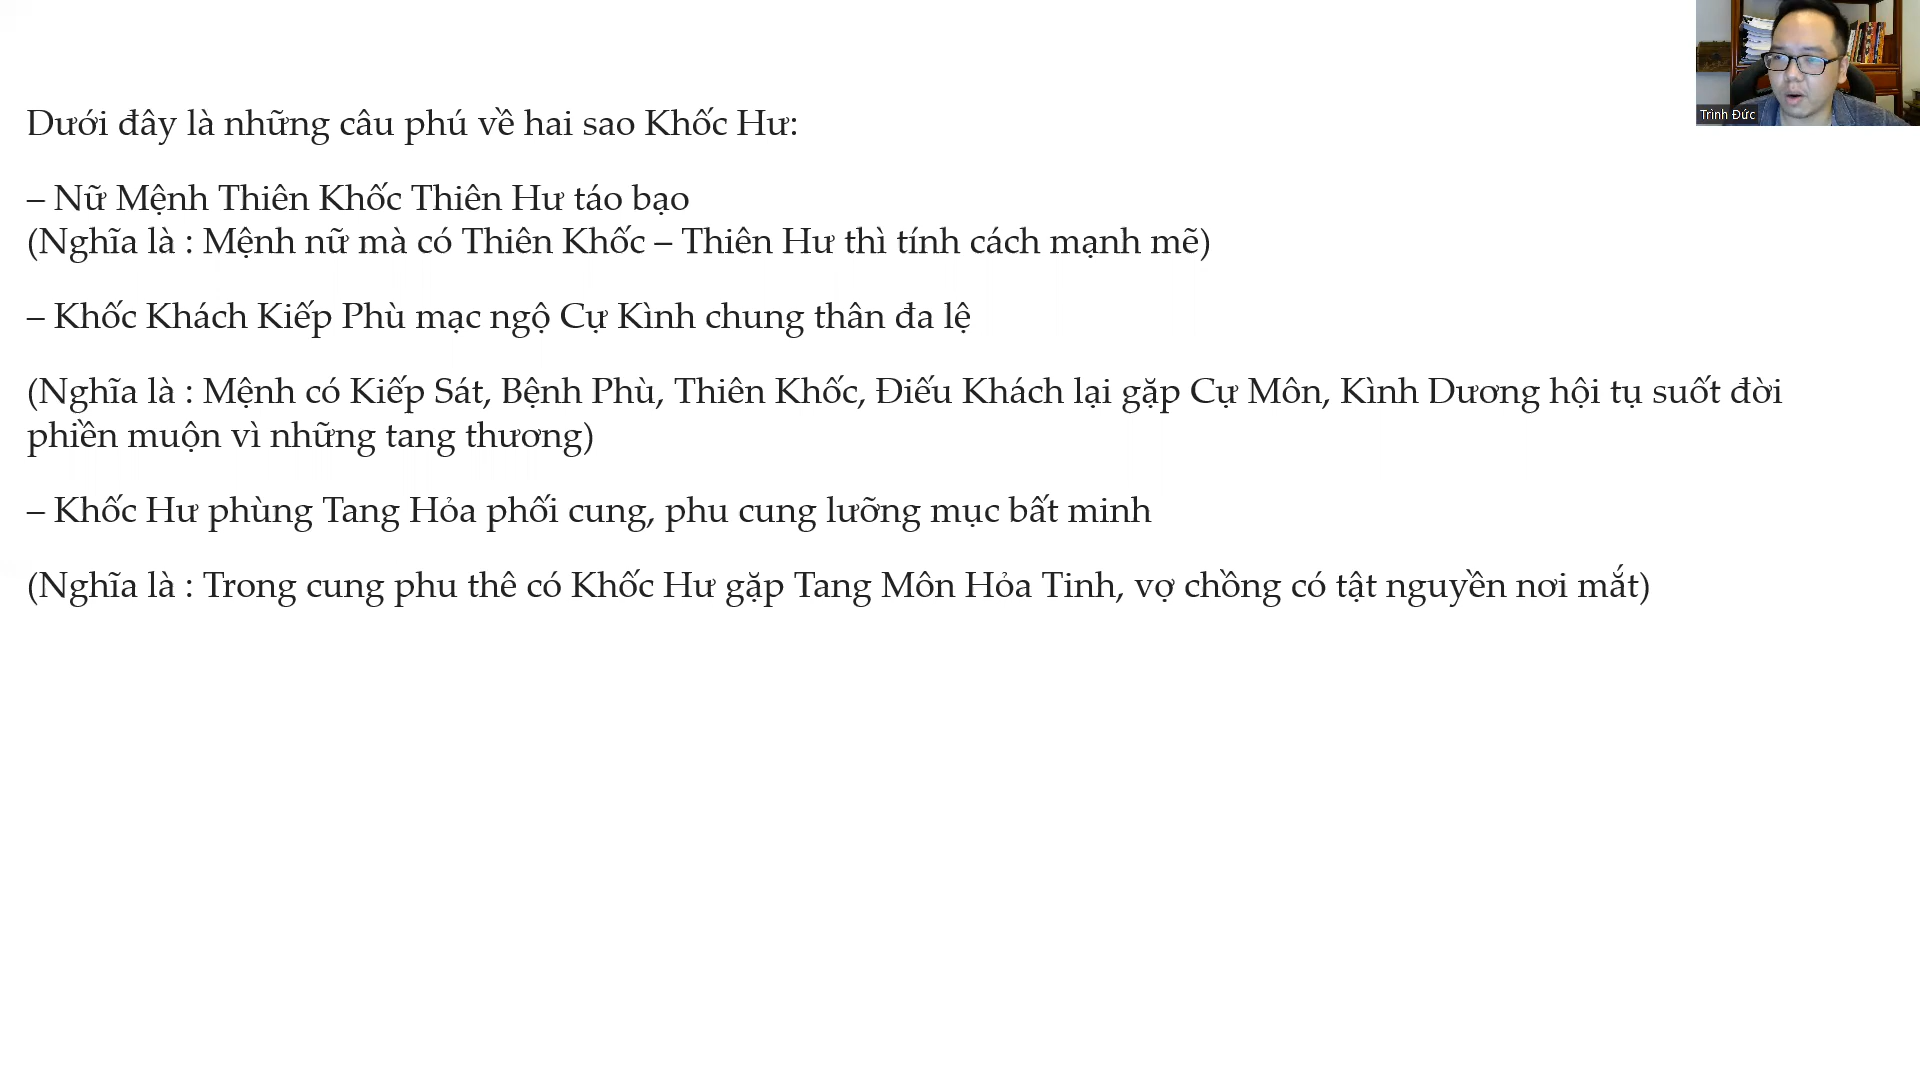 Trình Đức
Dưới đây là những câu phú về hai sao Khốc Hư:
– Nữ Mệnh Thiên Khốc Thiên Hư táo bạo
(Nghĩa là : Mệnh nữ mà có Thiên Khốc – Thiên Hư thì tính cách mạnh mẽ)
– Khốc Khách Kiếp Phù mạc ngộ Cự Kình chung thân đa lệ
(Nghĩa là : Mệnh có Kiếp Sát, Bệnh Phù, Thiên Khốc, Điếu Khách lại gặp Cự Môn, Kình Dương hội tụ suốt đời
phiền muộn vì những tang thương)
– Khốc Hư phùng Tang Hỏa phối cung, phu cung lưỡng mục bất minh
(Nghĩa là : Trong cung phu thê có Khốc Hư gặp Tang Môn Hỏa Tinh, vợ chồng có tật nguyền nơi mắt)